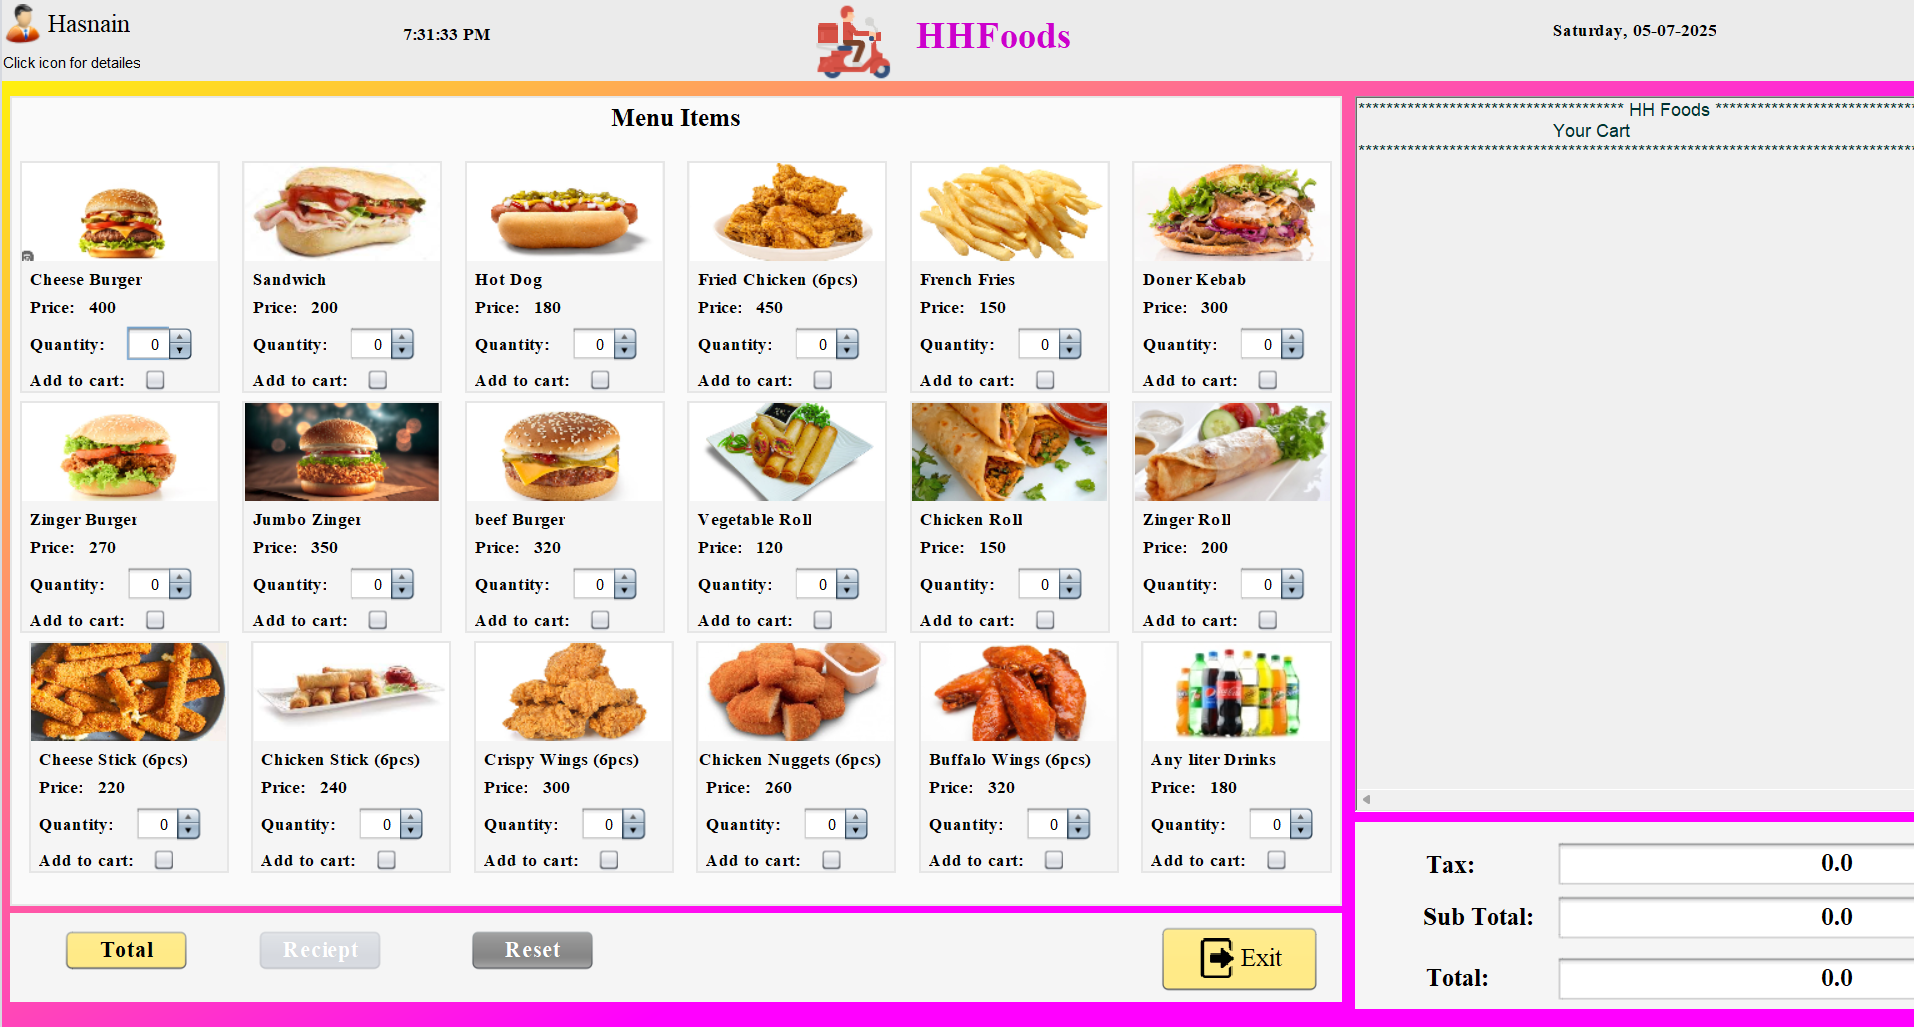 Hasnain
7:31:33 PM
HHFoods
Saturday, 05-07-2025
Click icon for detailes
Menu Items
Cheese Burger
Price: 400
Quantity: 0
Add to cart:
Sandwich
Price: 200
Quantity: 0
Add to cart:
Hot Dog
Price: 180
Quantity: 0
Add to cart:
Fried Chicken (6pcs)
Price: 450
Quantity: 0
Add to cart:
French Fries
Price: 150
Quantity: 0
Add to cart:
Doner Kebab
Price: 300
Quantity: 0
Add to cart:
Zinger Burger
Price: 270
Quantity: 0
Add to cart:
Jumbo Zinger
Price: 350
Quantity: 0
Add to cart:
beef Burger
Price: 320
Quantity: 0
Add to cart:
Vegetable Roll
Price: 120
Quantity: 0
Add to cart:
Chicken Roll
Price: 150
Quantity: 0
Add to cart:
Zinger Roll
Price: 200
Quantity: 0
Add to cart:
Cheese Stick (6pcs)
Price: 220
Quantity: 0
Add to cart:
Chicken Stick (6pcs)
Price: 240
Quantity: 0
Add to cart:
Crispy Wings (6pcs)
Price: 300
Quantity: 0
Add to cart:
Chicken Nuggets (6pcs)
Price: 260
Quantity: 0
Add to cart:
Buffalo Wings (6pcs)
Price: 320
Quantity: 0
Add to cart:
Any liter Drinks
Price: 180
Quantity: 0
Add to cart:
Total
Reciept
Reset
Exit
************************************** HH Foods ****************************
Your Cart
********************************************************************************
Tax: 0.0
Sub Total: 0.0
Total: 0.0